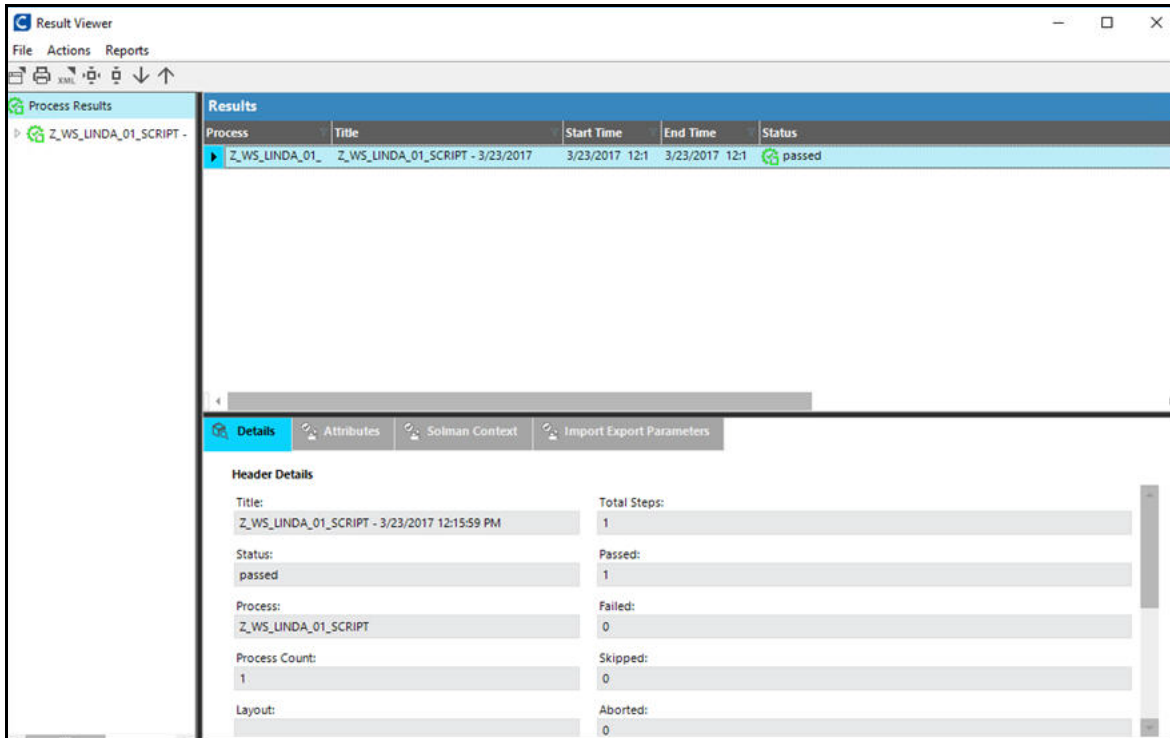 Result Viewer
File Actions Reports
XML
Process Results
Z_WS_LINDA_01_SCRIPT -
Results
Process Title Start Time End Time Status
Z_WS_LINDA_01_ Z_WS_LINDA_01_SCRIPT - 3/23/2017 3/23/2017 12:1 3/23/2017 12:1 passed
Details Attributes Solman Context Import Export Parameters
Header Details
Title: Total Steps:
Z_WS_LINDA_01_SCRIPT - 3/23/2017 12:15:59 PM 1
Status: Passed:
passed 1
Process: Failed:
Z_WS_LINDA_01_SCRIPT 0
Process Count: Skipped:
1 0
Layout: Aborted:
0